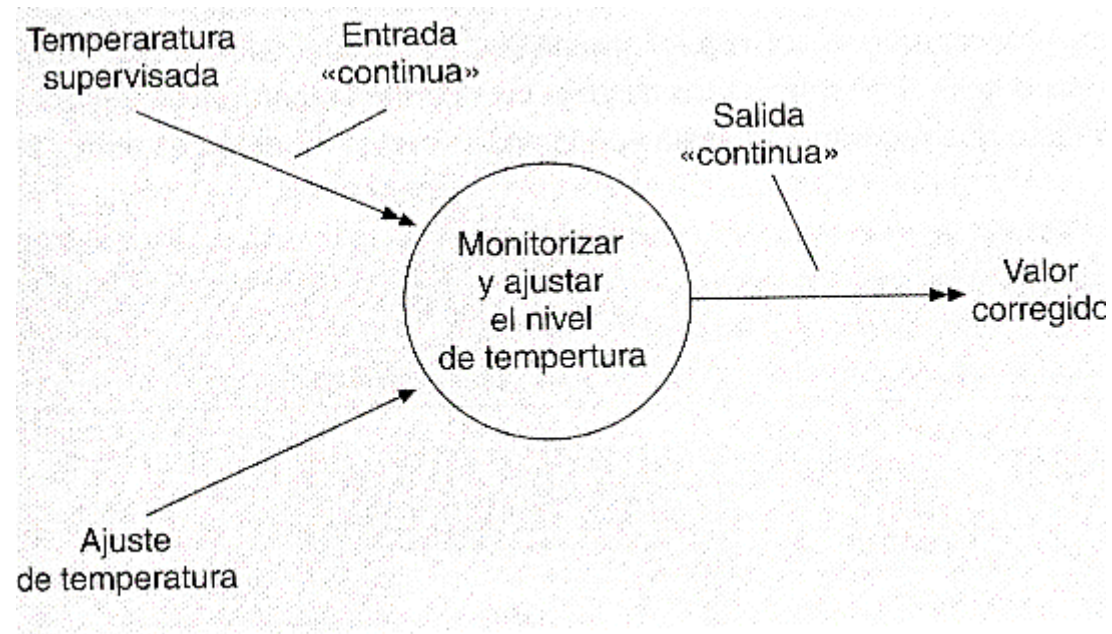 Temperaratura
supervisada
Entrada
«continua»
Salida
«continua»
Monitorizar
y ajustar
el nivel
de tempertura
Valor
corregido
Ajuste
de temperatura